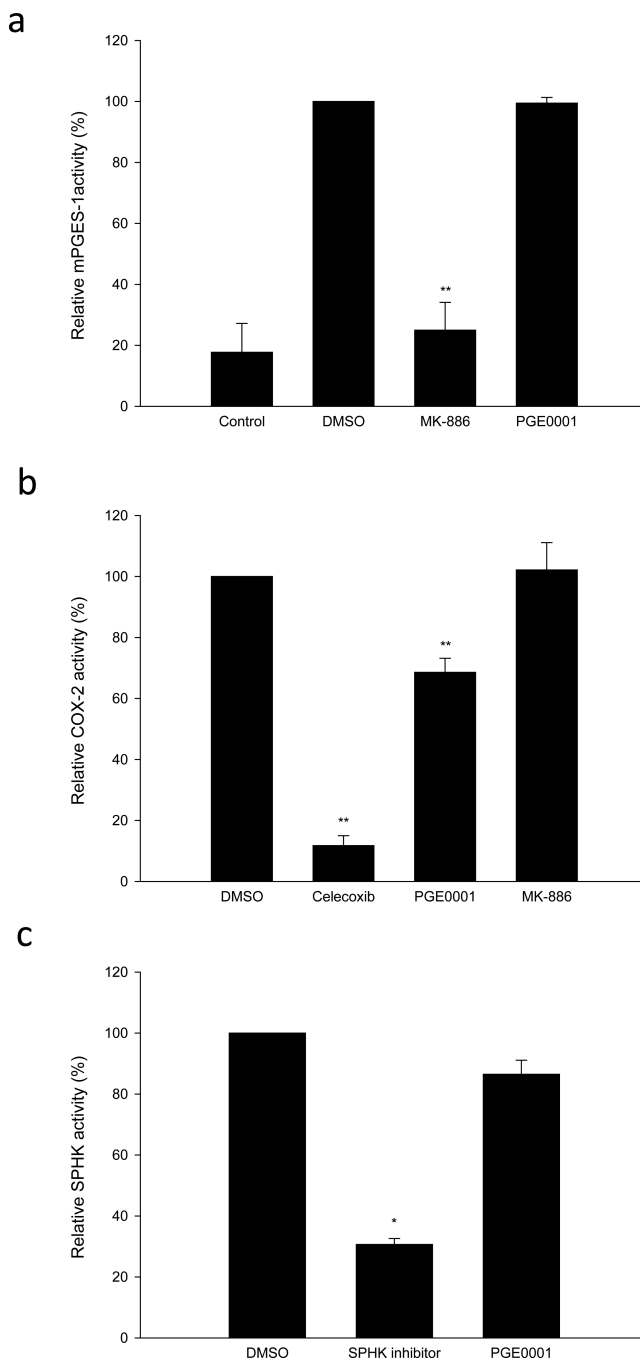 a
Relative mPGES-1activity (%)
120
100
80
60
40
20
0
**
Control DMSO MK-886 PGE0001
b
Relative COX-2 activity (%)
120
100
80
60
40
20
0
**
**
DMSO Celecoxib PGE0001 MK-886
c
Relative SPHK activity (%)
120
100
80
60
40
20
0
*
DMSO SPHK inhibitor PGE0001